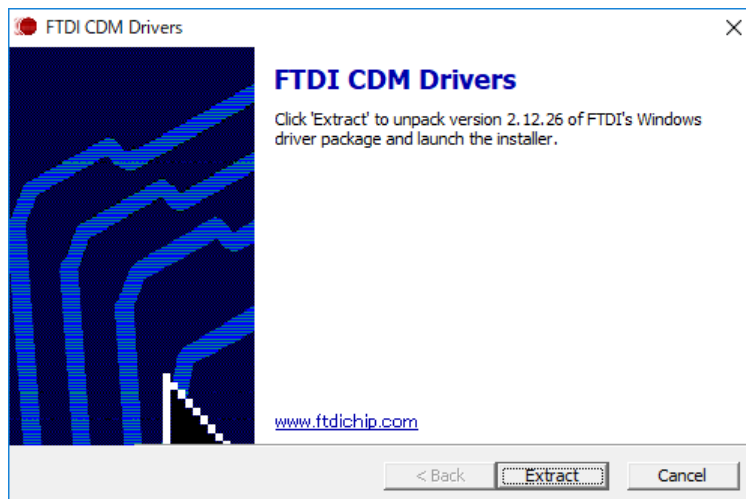 FTDI CDM Drivers
FTDI CDM Drivers
Click 'Extract' to unpack version 2.12.26 of FTDI's Windows
driver package and launch the installer.
www.ftdichip.com
< Back
Extract
Cancel